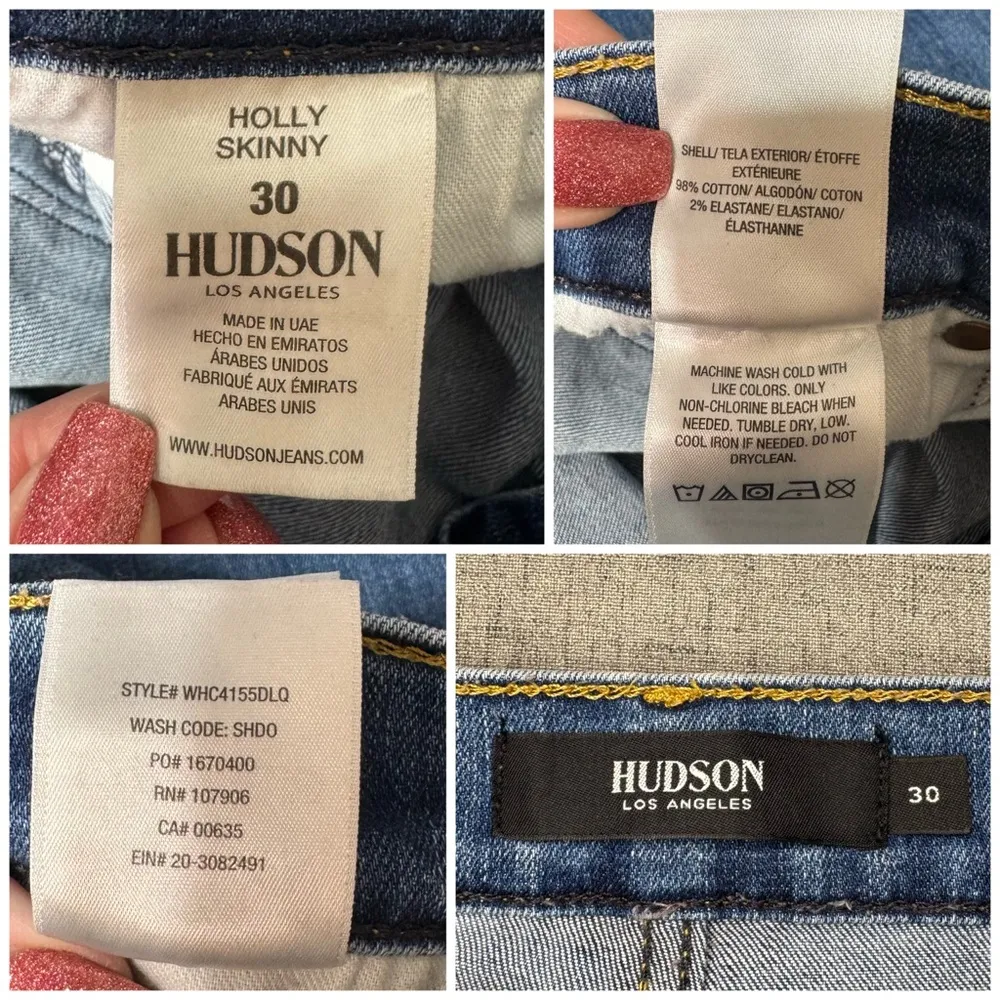 HOLLY
SKINNY
30
HUDSON
LOS ANGELES
MADE IN UAE
HECHO EN EMIRATOS
ÁRABES UNIDOS
FABRIQUÉ AUX ÉMIRATS
ARABES UNIS
WWW.HUDSONJEANS.COM
SHELL/ TELA EXTERIOR/ ÉTOFFE
EXTÉRIEURE
98% COTTON/ ALGODÓN/ COTON
2% ELASTANE/ ELASTANO/
ÉLASTHANNE
MACHINE WASH COLD WITH
LIKE COLORS. ONLY
NON-CHLORINE BLEACH WHEN
NEEDED. TUMBLE DRY, LOW.
COOL IRON IF NEEDED. DO NOT
DRYCLEAN.
STYLE# WHC4155DLQ
WASH CODE: SHDO
PO# 1670400
RN# 107906
CA# 00635
EIN# 20-3082491
HUDSON
LOS ANGELES
30